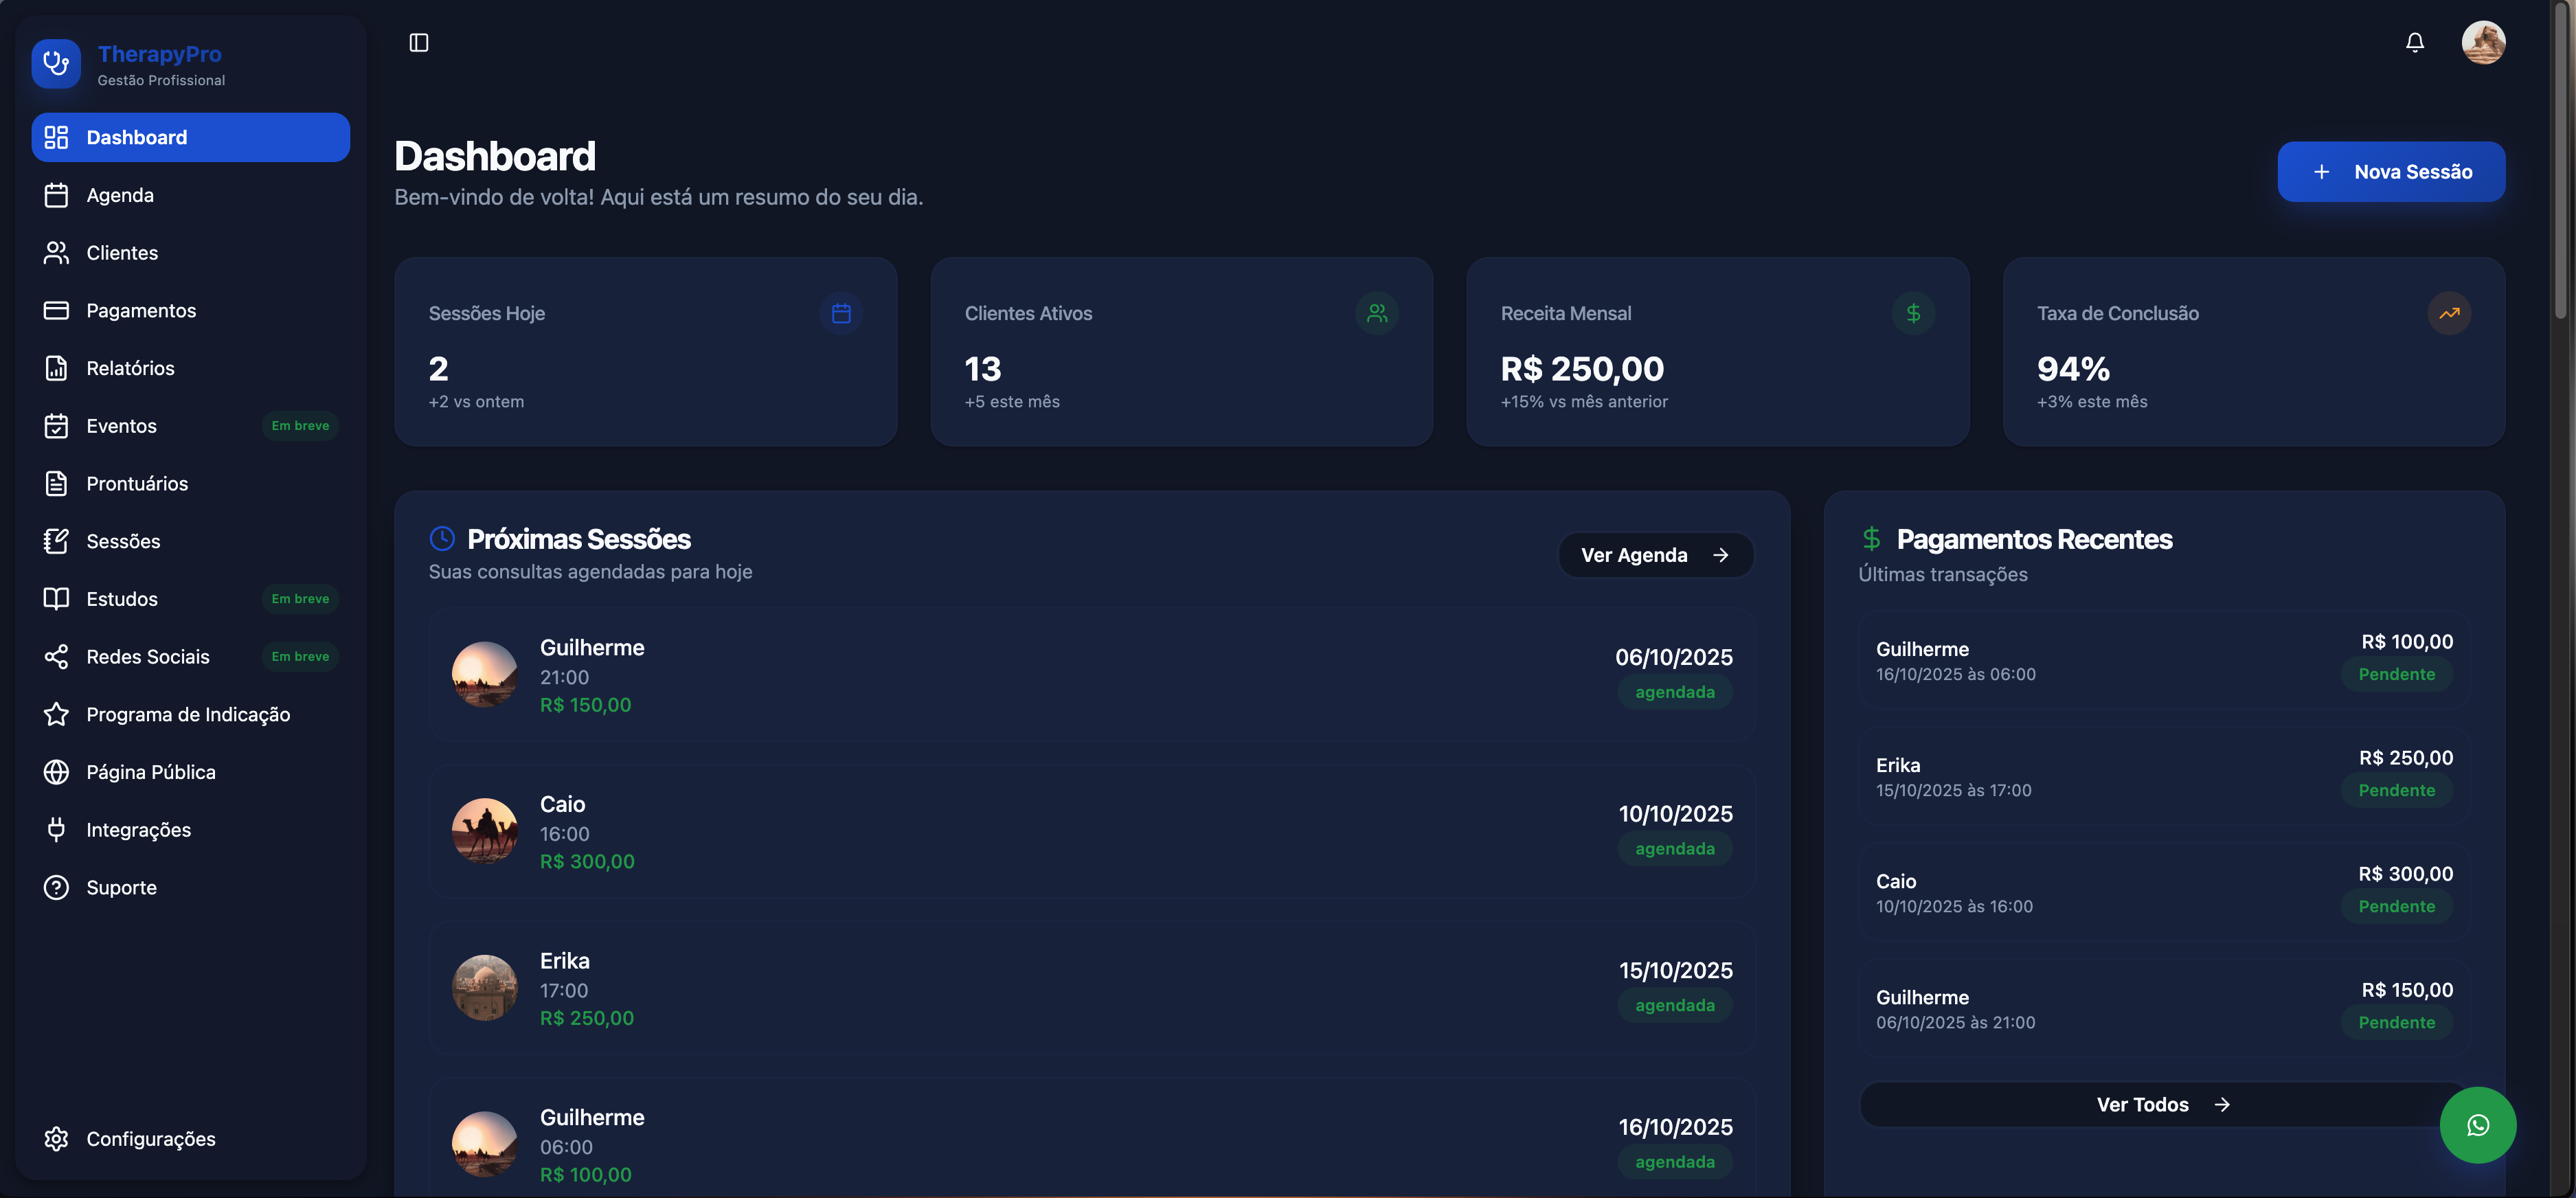 TherapyPro
Gestão Profissional
Dashboard
Agenda
Clientes
Pagamentos
Relatórios
Eventos Em breve
Prontuários
Sessões
Estudos Em breve
Redes Sociais Em breve
Programa de Indicação
Página Pública
Integrações
Suporte
Configurações
Dashboard
Bem-vindo de volta! Aqui está um resumo do seu dia.
Nova Sessão
Sessões Hoje
2
+2 vs ontem
Clientes Ativos
13
+5 este mês
Receita Mensal
R$ 250,00
+15% vs mês anterior
Taxa de Conclusão
94%
+3% este mês
Próximas Sessões
Suas consultas agendadas para hoje
Ver Agenda
Guilherme
21:00
R$ 150,00
06/10/2025
agendada
Caio
16:00
R$ 300,00
10/10/2025
agendada
Erika
17:00
R$ 250,00
15/10/2025
agendada
Guilherme
06:00
R$ 100,00
16/10/2025
agendada
Pagamentos Recentes
Últimas transações
Guilherme
16/10/2025 às 06:00
R$ 100,00
Pendente
Erika
15/10/2025 às 17:00
R$ 250,00
Pendente
Caio
10/10/2025 às 16:00
R$ 300,00
Pendente
Guilherme
06/10/2025 às 21:00
R$ 150,00
Pendente
Ver Todos